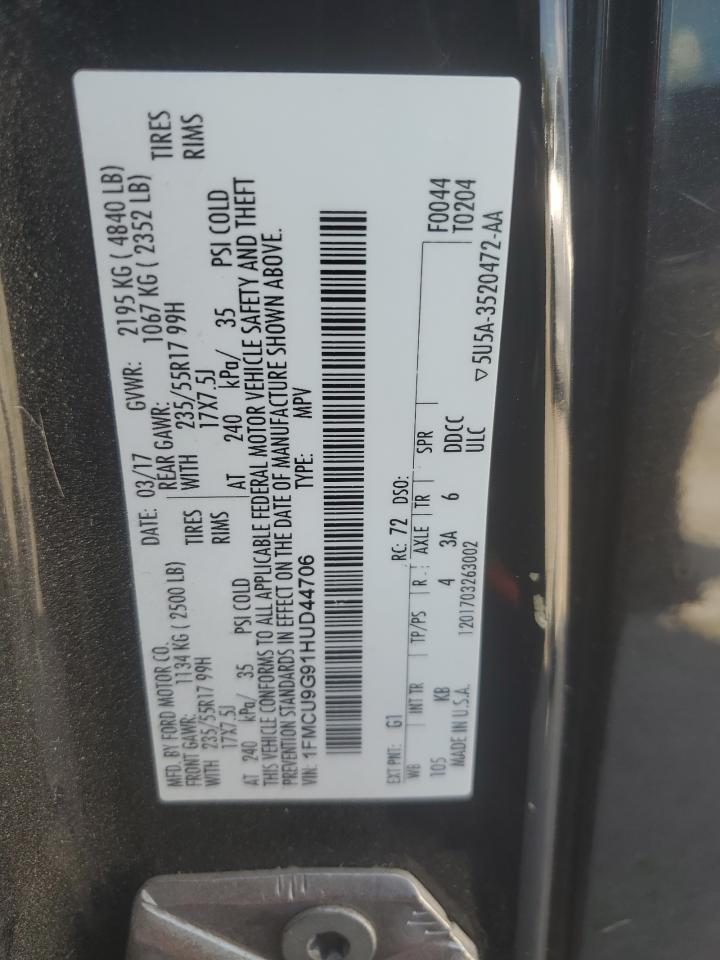 MFD. BY FORD MOTOR CO.
DATE: 03/17 GVWR: 2195 KG ( 4840 LB)
FRONT GAWR: 1134 KG ( 2500 LB) REAR GAWR: 1067 KG ( 2352 LB)
WITH 235/55R17 99H TIRES WITH 235/55R17 99H TIRES
17X7.5J RIMS 17X7.5J RIMS
AT 240 kPa/ 35 PSI COLD AT 240 kPa/ 35 PSI COLD
THIS VEHICLE CONFORMS TO ALL APPLICABLE FEDERAL MOTOR VEHICLE SAFETY AND THEFT
PREVENTION STANDARDS IN EFFECT ON THE DATE OF MANUFACTURE SHOWN ABOVE.
VIN: 1FMCU9G91HUD44706 TYPE: MPV
EXT PNT: G1 RC: 72 DSO: F0044
WB INT TR TP/PS R. AXLE TR SPR T0204
105 KB 4 3A 6 DDCC
MADE IN U.S.A. 1201703263002 ULC ▽5U5A-3520472-AA